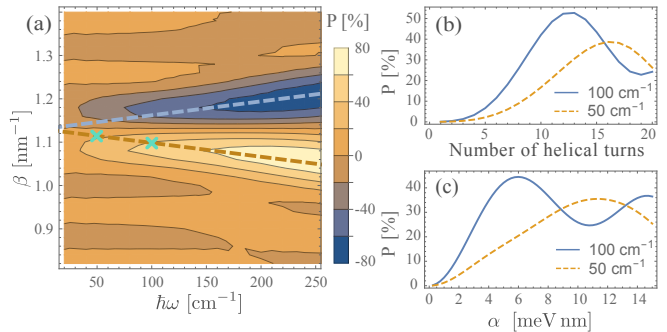 (a)
P [%]
80
40
0
-40
-80
1.3
1.2
1.1
1.0
0.9
β [nm⁻¹]
50 100 150 200 250
ħω [cm⁻¹]
(b)
P [%]
50
40
30
20
10
0
0 5 10 15 20
100 cm⁻¹
50 cm⁻¹
Number of helical turns
(c)
P [%]
50
40
30
20
10
0
0 2 4 6 8 10 12 14
100 cm⁻¹
50 cm⁻¹
α [meV nm]